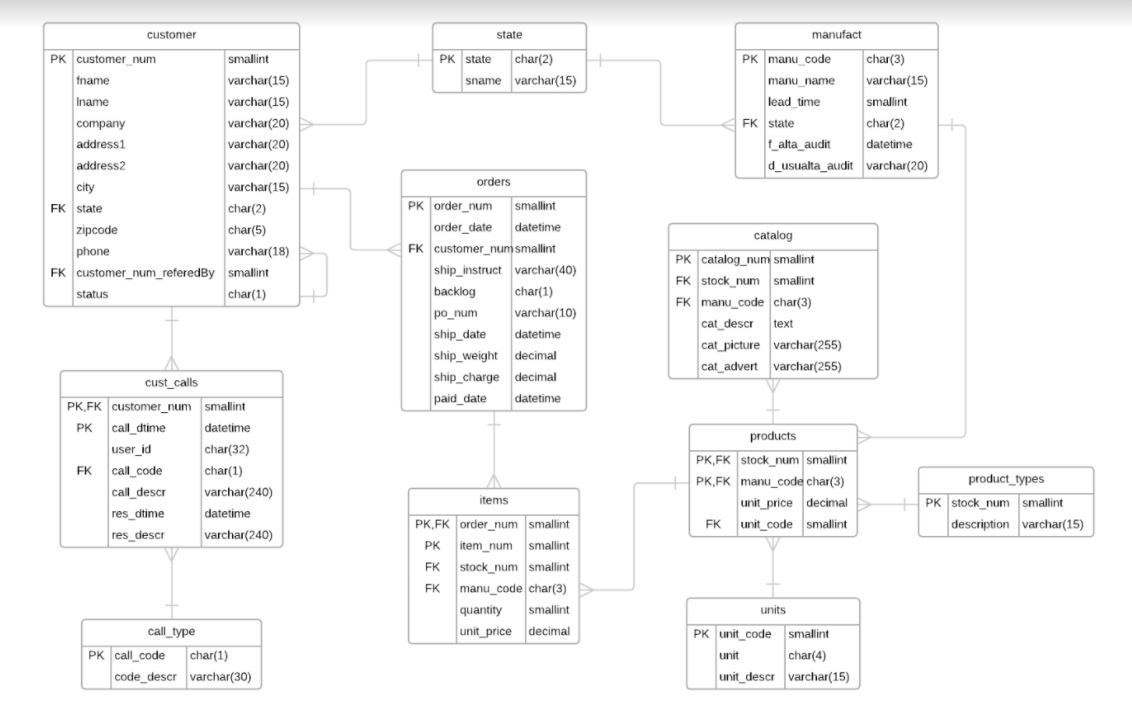 customer
PK customer_num smallint
fname varchar(15)
lname varchar(15)
company varchar(20)
address1 varchar(20)
address2 varchar(20)
city varchar(15)
FK state char(2)
zipcode char(5)
phone varchar(18)
FK customer_num_referedBy smallint
status char(1)
state
PK state char(2)
sname varchar(15)
manufact
PK manu_code char(3)
manu_name varchar(15)
lead_time smallint
FK state char(2)
f_alta_audit datetime
d_usualta_audit varchar(20)
orders
PK order_num smallint
order_date datetime
FK customer_num smallint
ship_instruct varchar(40)
backlog char(1)
po_num varchar(10)
ship_date datetime
ship_weight decimal
ship_charge decimal
paid_date datetime
catalog
PK catalog_num smallint
FK stock_num smallint
FK manu_code char(3)
cat_descr text
cat_picture varchar(255)
cat_advert varchar(255)
cust_calls
PK,FK customer_num smallint
PK call_dtime datetime
user_id char(32)
FK call_code char(1)
call_descr varchar(240)
res_dtime datetime
res_descr varchar(240)
products
PK,FK stock_num smallint
PK,FK manu_code char(3)
unit_price decimal
FK unit_code smallint
product_types
PK stock_num smallint
description varchar(15)
items
PK,FK order_num smallint
PK item_num smallint
FK stock_num smallint
FK manu_code char(3)
quantity smallint
unit_price decimal
call_type
PK call_code char(1)
code_descr varchar(30)
units
PK unit_code smallint
unit char(4)
unit_descr varchar(15)